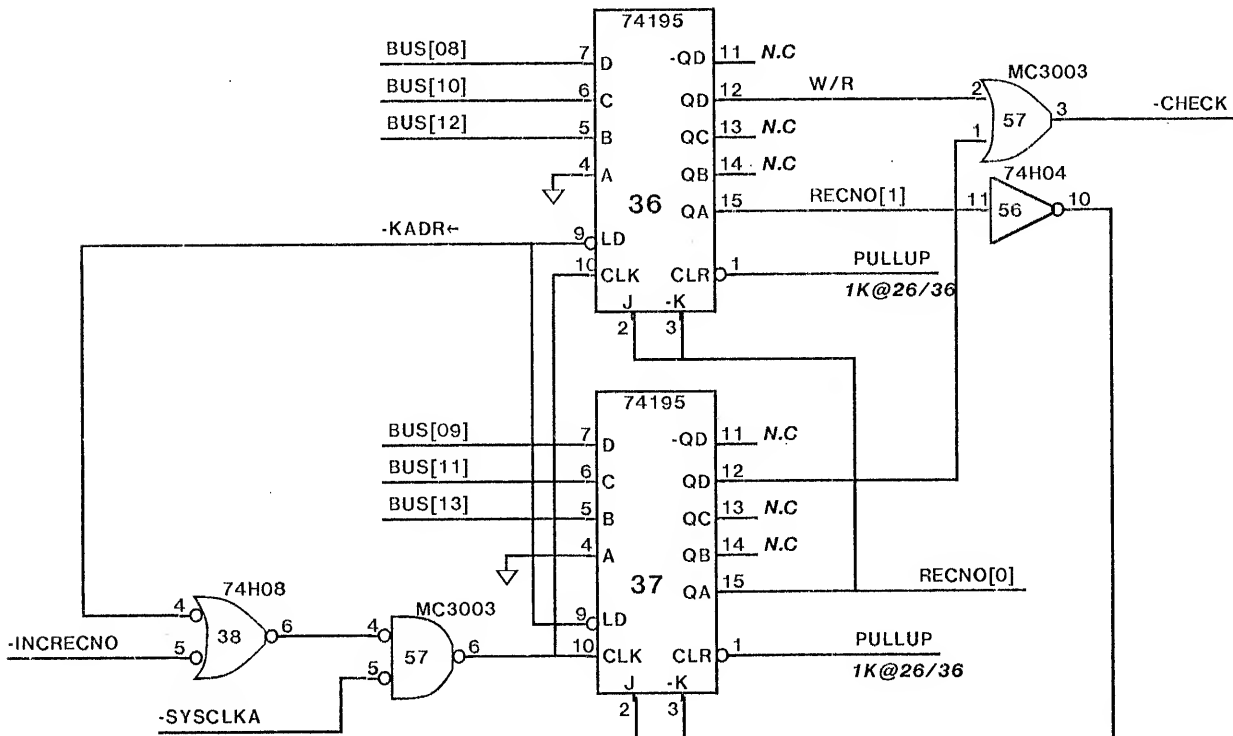 74195
BUS[08] 7 D -QD 11 N.C
BUS[10] 6 C QD 12 W/R 2
BUS[12] 5 B QC 13 N.C
4 A QB 14 N.C
36 QA 15 RECNO[1] 11 56 10
74H04
MC3003
57 3 -CHECK
1
-KADR← 9 LD
10 CLK CLR 1 PULLUP
1K@26/36
J -K
2 3
74195
BUS[09] 7 D -QD 11 N.C
BUS[11] 6 C QD 12
BUS[13] 5 B QC 13 N.C
4 A QB 14 N.C
37 QA 15 RECNO[0]
9 LD
10 CLK CLR 1 PULLUP
1K@26/36
J -K
2 3
74H08
4
-INCRECNO 5 38 6
MC3003
4
5 57 6
-SYSCLKA